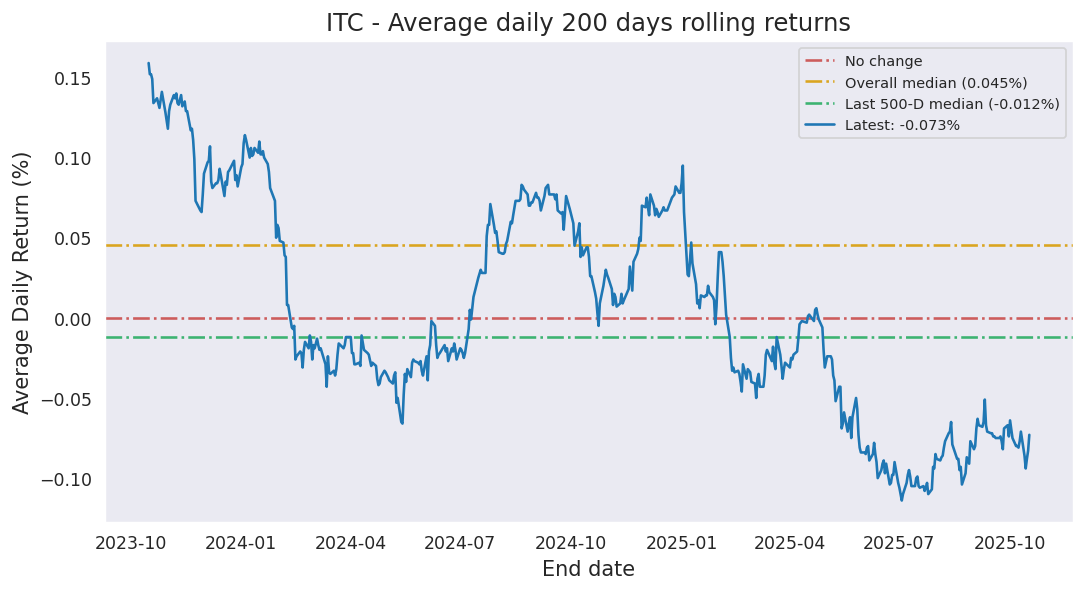 ITC - Average daily 200 days rolling returns
No change
Overall median (0.045%)
Last 500-D median (-0.012%)
Latest: -0.073%
Average Daily Return (%)
0.15
0.10
0.05
0.00
−0.05
−0.10
2023-10
2024-01
2024-04
2024-07
2024-10
2025-01
2025-04
2025-07
2025-10
End date